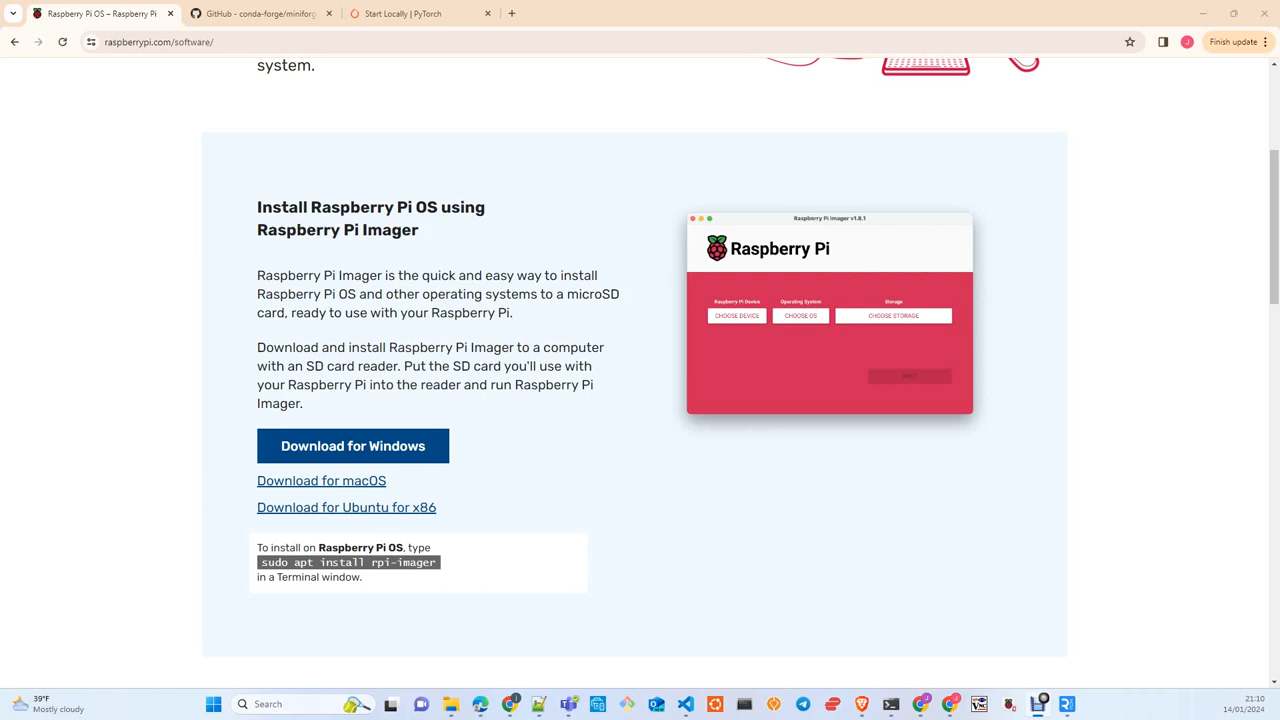 Raspberry Pi OS – Raspberry Pi
GitHub - conda-forge/miniforg
Start Locally | PyTorch
raspberrypi.com/software/
J
Finish update
system.
Install Raspberry Pi OS using
Raspberry Pi Imager
Raspberry Pi Imager is the quick and easy way to install
Raspberry Pi OS and other operating systems to a microSD
card, ready to use with your Raspberry Pi.
Download and install Raspberry Pi Imager to a computer
with an SD card reader. Put the SD card you'll use with
your Raspberry Pi into the reader and run Raspberry Pi
Imager.
Download for Windows
Download for macOS
Download for Ubuntu for x86
To install on Raspberry Pi OS, type
sudo apt install rpi-imager
in a Terminal window.
Raspberry Pi Imager v1.8.1
Raspberry Pi
Raspberry Pi Device Operating System Storage
CHOOSE DEVICE CHOOSE OS CHOOSE STORAGE
39°F
Mostly cloudy
Search
21:10
14/01/2024